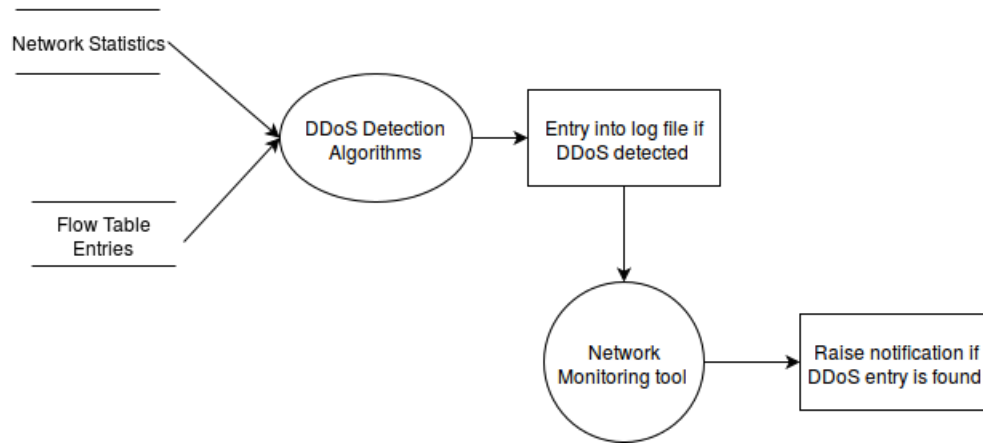 Network Statistics
DDoS Detection
Algorithms
Entry into log file if
DDoS detected
Flow Table
Entries
Network
Monitoring tool
Raise notification if
DDoS entry is found